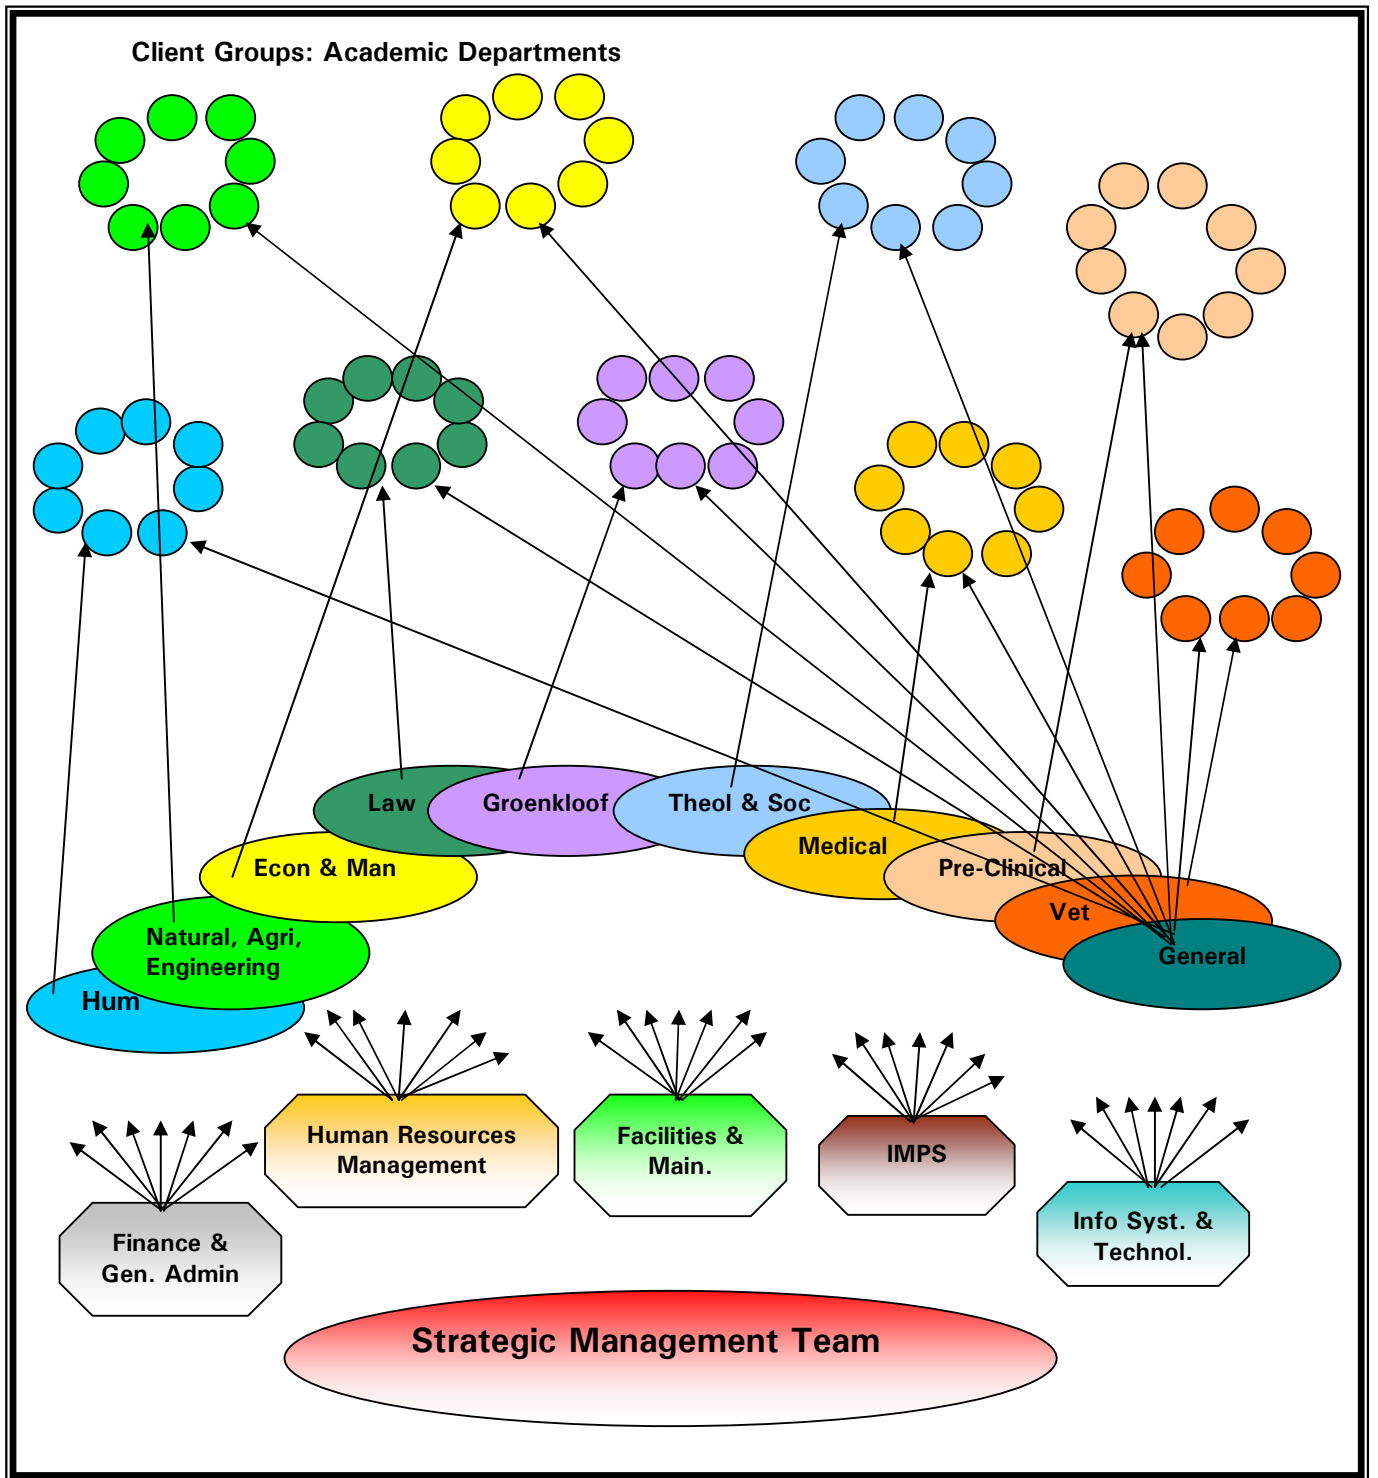 Client Groups: Academic Departments
Law
Groenkloof
Theol & Soc
Medical
Econ & Man
Pre-Clinical
Vet
Natural, Agri,
Engineering
General
Hum
Human Resources
Management
Facilities &
Main.
IMPS
Info Syst. &
Technol.
Finance &
Gen. Admin
Strategic Management Team